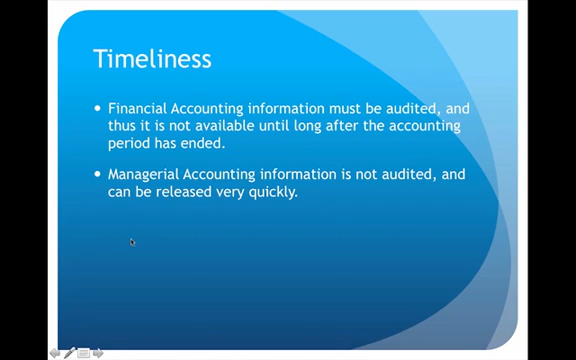 Timeliness
• Financial Accounting information must be audited, and
thus it is not available until long after the accounting
period has ended.
• Managerial Accounting information is not audited, and
can be released very quickly.